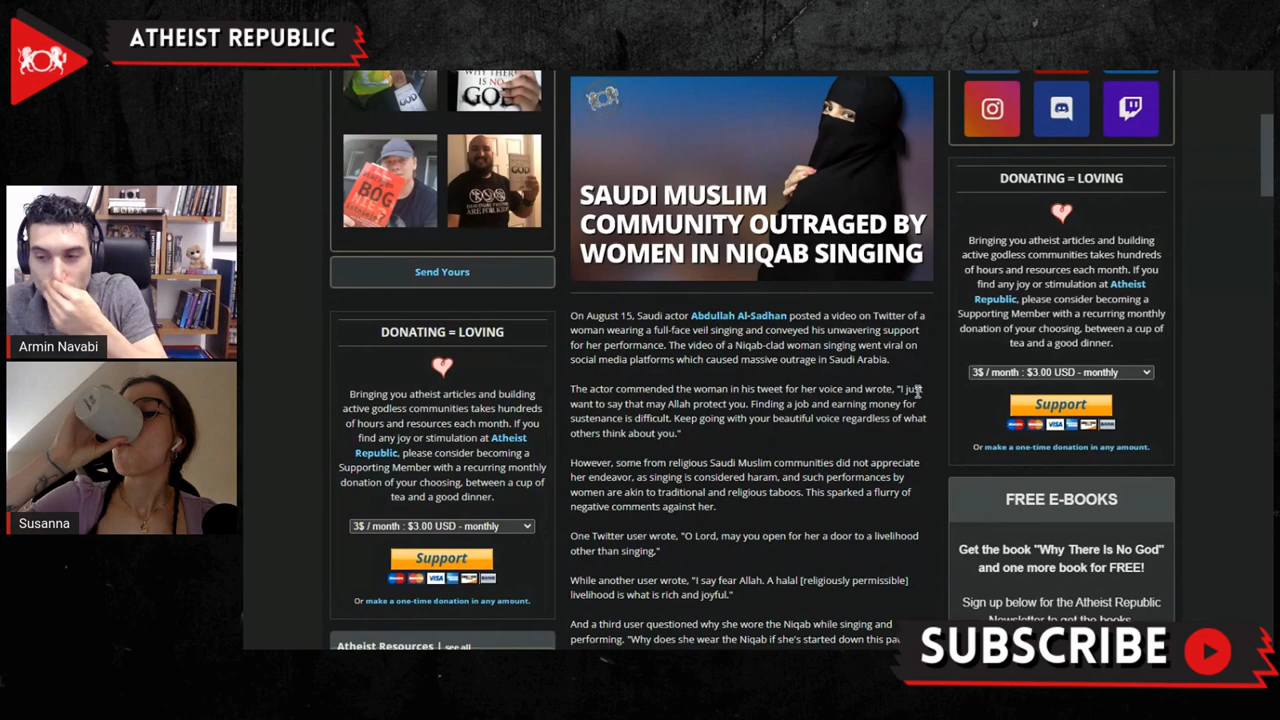 ATHEIST REPUBLIC
Armin Navabi
Susanna
GOD
Send Yours
DONATING = LOVING
Bringing you atheist articles and building
active godless communities takes hundreds
of hours and resources each month. If you
find any joy or stimulation at Atheist
Republic, please consider becoming a
Supporting Member with a recurring monthly
donation of your choosing, between a cup of
tea and a good dinner.
3$ / month : $3.00 USD - monthly
Support
VISA
BANK
Or make a one-time donation in any amount.
Atheist Resources | see all
SAUDI MUSLIM
COMMUNITY OUTRAGED BY
WOMEN IN NIQAB SINGING
On August 15, Saudi actor Abdullah Al-Sadhan posted a video on Twitter of a
woman wearing a full-face veil singing and conveyed his unwavering support
for her performance. The video of a Niqab-clad woman singing went viral on
social media platforms which caused massive outrage in Saudi Arabia.
The actor commended the woman in his tweet for her voice and wrote, "I just
want to say that may Allah protect you. Finding a job and earning money for
sustenance is difficult. Keep going with your beautiful voice regardless of what
others think about you."
However, some from religious Saudi Muslim communities did not appreciate
her endeavor, as singing is considered haram, and such performances by
women are akin to traditional and religious taboos. This sparked a flurry of
negative comments against her.
One Twitter user wrote, "O Lord, may you open for her a door to a livelihood
other than singing,"
While another user wrote, "I say fear Allah. A halal [religiously permissible]
livelihood is what is rich and joyful."
And a third user questioned why she wore the Niqab while singing and
performing. "Why does she wear the Niqab if she's started down this
DONATING = LOVING
Bringing you atheist articles and building
active godless communities takes hundreds
of hours and resources each month. If you
find any joy or stimulation at Atheist
Republic, please consider becoming a
Supporting Member with a recurring monthly
donation of your choosing, between a cup of
tea and a good dinner.
3$ / month : $3.00 USD - monthly
Support
VISA
BANK
Or make a one-time donation in any amount.
FREE E-BOOKS
Get the book "Why There Is No God"
and one more book for FREE!
Sign up below for the Atheist Republic
Newsletter to get the books
SUBSCRIBE